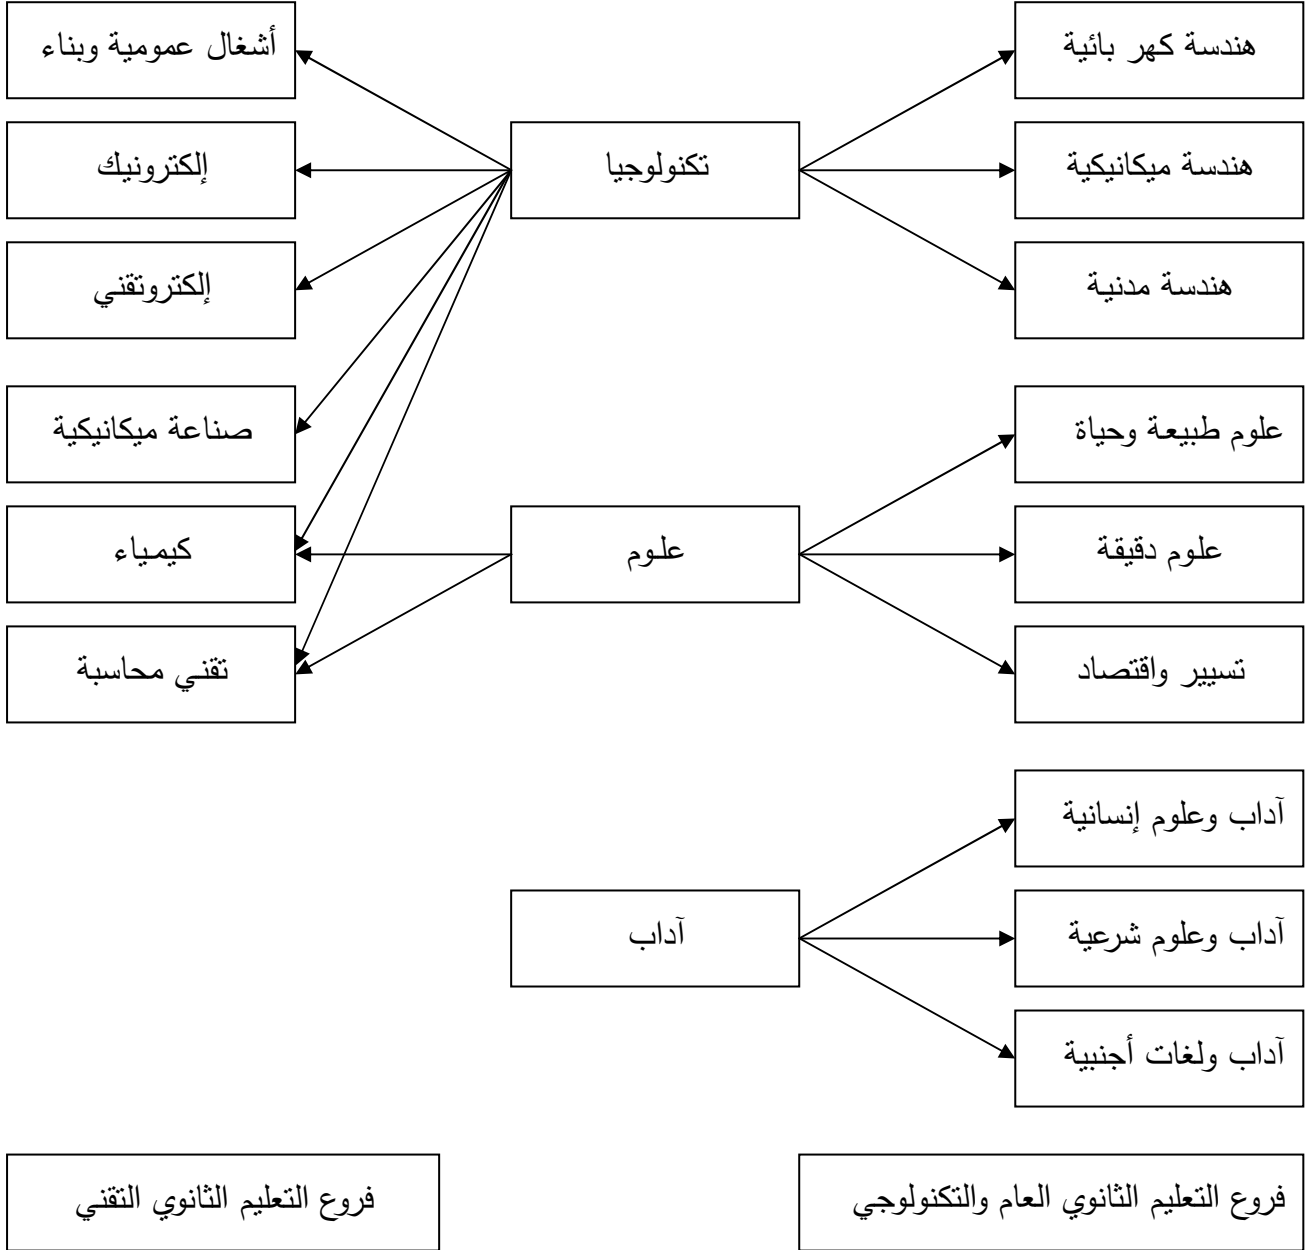 هندسة كهر بائية
أشغال عمومية وبناء
هندسة ميكانيكية
تكنولوجيا
إلكترونيك
هندسة مدنية
إلكتروتقني
علوم طبيعة وحياة
صناعة ميكانيكية
علوم دقيقة
علوم
كيمياء
تسيير واقتصاد
تقني محاسبة
آداب وعلوم إنسانية
آداب وعلوم شرعية
آداب
آداب ولغات أجنبية
فروع التعليم الثانوي العام والتكنولوجي
فروع التعليم الثانوي التقني